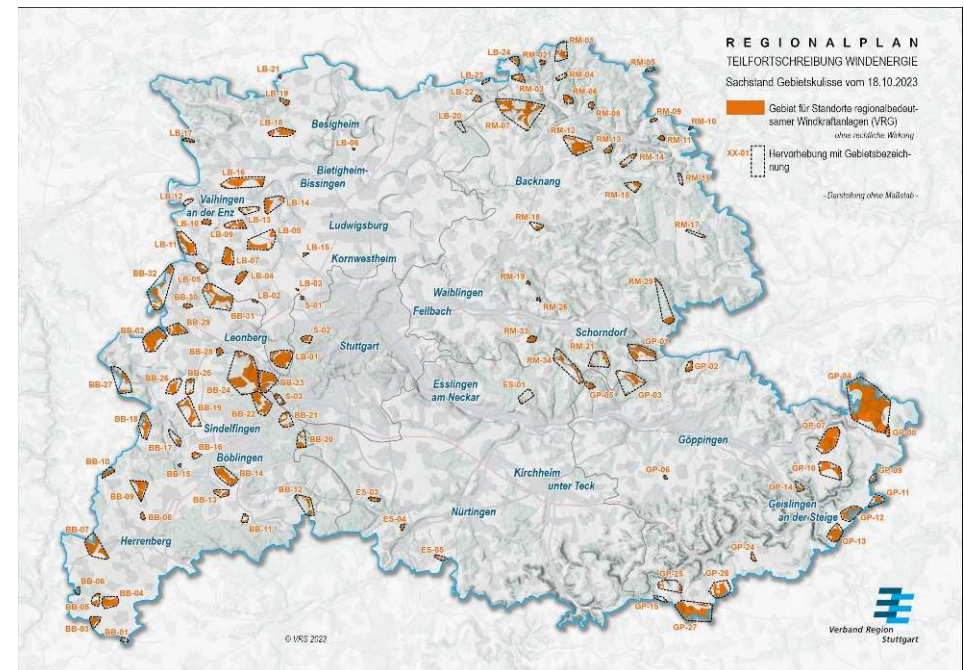 REGIONALPLAN
TEILFORTSCHREIBUNG WINDENERGIE
Sachstand Gebietskulisse vom 18.10.2023
Gebiet für Standorte regionalbedeut-
samer Windkraftanlagen (VRG)
ohne rechtliche Wirkung
XX-01
Hervorhebung mit Gebietsbezeich-
nung
- Darstellung ohne Maßstab -
LB-24
RM-02
RM-01
RM-05
LB-21
LB-23
RM-04
LB-19
LB-22
RM-03
RM-06
RM-08
LB-18
Besigheim
LB-20
RM-07
RM-09
RM-10
LB-17
LB-06
RM-12
RM-13
RM-11
RM-14
LB-16
Bietigheim-
Bissingen
Backnang
RM-15
RM-16
LB-12
Vaihingen
an der Enz
LB-14
LB-10
LB-13
LB-09
LB-08
Ludwigsburg
RM-18
RM-17
LB-11
LB-07
LB-15
Kornwestheim
BB-32
LB-05
LB-04
LB-03
RM-19
RM-29
BB-30
LB-02
S-01
Waiblingen
RM-26
BB-31
Fellbach
BB-02
BB-29
Leonberg
S-02
RM-33
Schorndorf
BB-28
Stuttgart
RM-34
RM-21
GP-01
LB-01
GP-02
BB-27
BB-26
BB-25
BB-24
BB-23
Esslingen
am Neckar
ES-01
GP-05
GP-03
GP-04
S-03
BB-19
BB-22
BB-18
BB-21
Sindelfingen
BB-20
GP-07
GP-08
BB-17
Göppingen
BB-16
BB-10
BB-15
Böblingen
BB-14
GP-06
GP-10
GP-09
Kirchheim
unter Teck
BB-09
BB-13
BB-12
ES-03
GP-14
GP-11
BB-08
BB-11
ES-04
Nürtingen
Geislingen
an der Steige
GP-12
BB-07
Herrenberg
GP-13
ES-05
GP-24
BB-06
GP-25
GP-26
BB-05
BB-04
GP-15
BB-03
BB-01
GP-27
© VRS 2023
Verband Region
Stuttgart